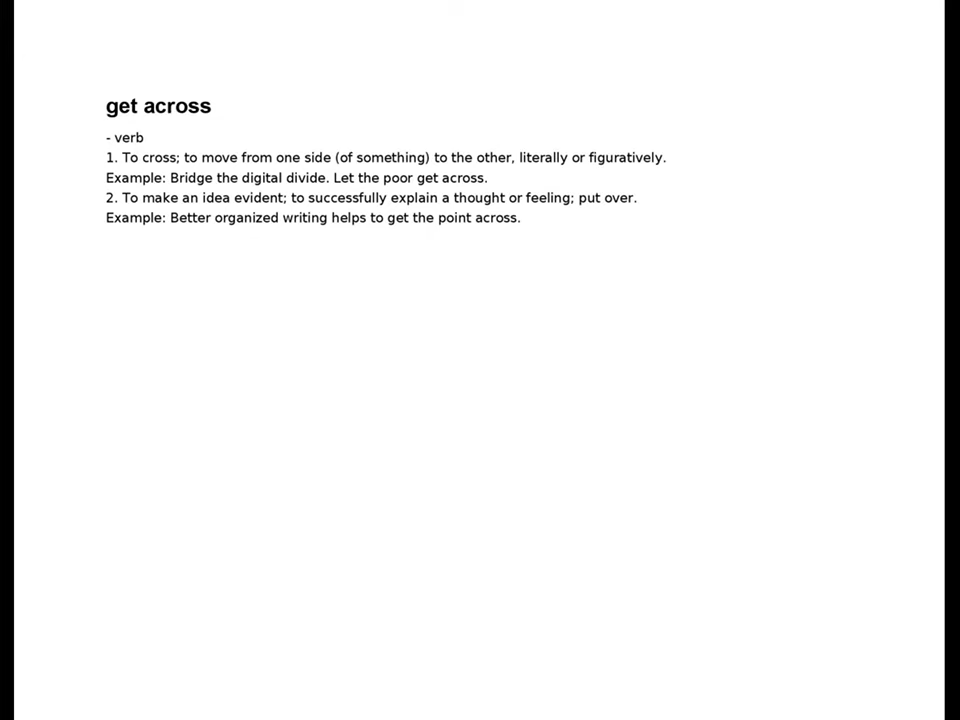 get across
- verb
1. To cross; to move from one side (of something) to the other, literally or figuratively.
Example: Bridge the digital divide. Let the poor get across.
2. To make an idea evident; to successfully explain a thought or feeling; put over.
Example: Better organized writing helps to get the point across.